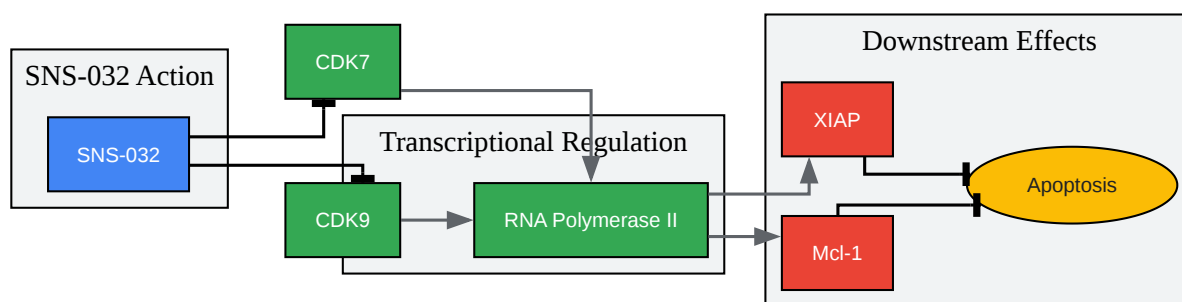 SNS-032 Action
SNS-032
CDK7
Transcriptional Regulation
CDK9
RNA Polymerase II
Downstream Effects
XIAP
Mcl-1
Apoptosis